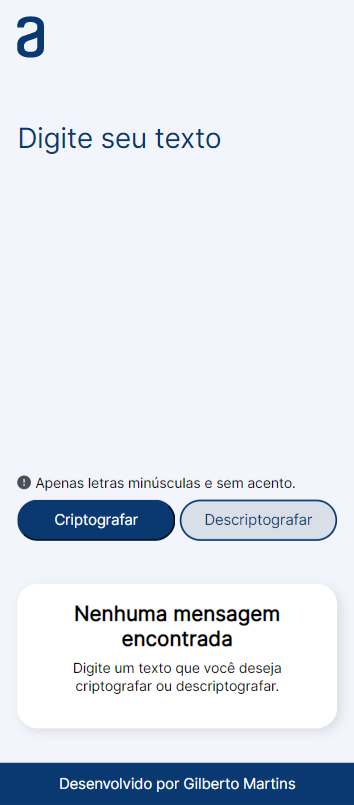 a
Digite seu texto
Apenas letras minúsculas e sem acento.
Criptografar
Descriptografar
Nenhuma mensagem
encontrada
Digite um texto que você deseja
criptografar ou descriptografar.
Desenvolvido por Gilberto Martins